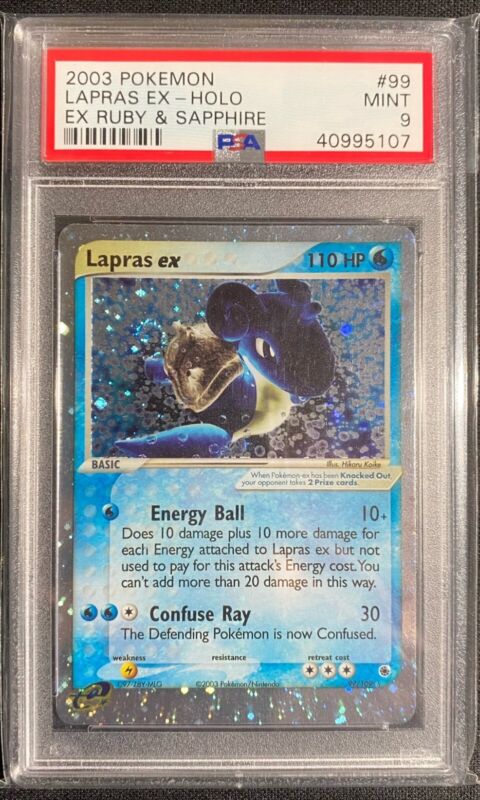 2003 POKEMON #99
LAPRAS EX - HOLO MINT
EX RUBY & SAPPHIRE 9
PSA 40995107
Lapras ex 110 HP
Illus. Hikaru Koike
BASIC
When Pokémon-ex has been Knocked Out,
your opponent takes 2 Prize cards.
Energy Ball 10+
Does 10 damage plus 10 more damage for
each Energy attached to Lapras ex but not
used to pay for this attack's Energy cost. You
can't add more than 20 damage in this way.
Confuse Ray 30
The Defending Pokémon is now Confused.
weakness resistance retreat cost
©2003 Pokémon/Nintendo 99/109